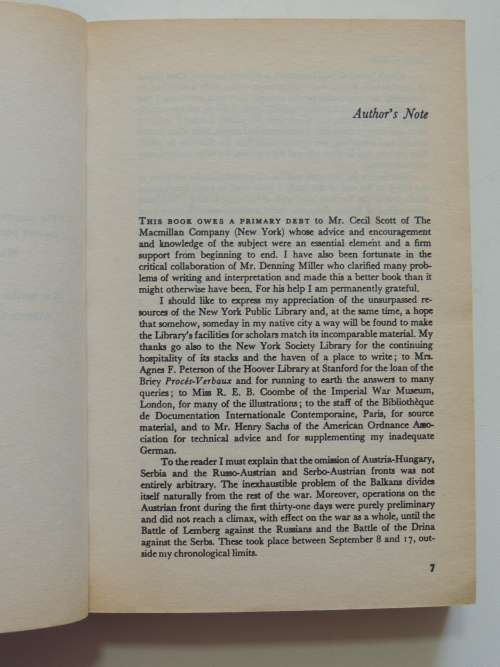 Author's Note
THIS BOOK OWES A PRIMARY DEBT to Mr. Cecil Scott of The
Macmillan Company (New York) whose advice and encouragement
and knowledge of the subject were an essential element and a firm
support from beginning to end. I have also been fortunate in the
critical collaboration of Mr. Denning Miller who clarified many prob-
lems of writing and interpretation and made this a better book than it
might otherwise have been. For his help I am permanently grateful.
I should like to express my appreciation of the unsurpassed re-
sources of the New York Public Library and, at the same time, a hope
that somehow, someday in my native city a way will be found to make
the Library's facilities for scholars match its incomparable material. My
thanks go also to the New York Society Library for the continuing
hospitality of its stacks and the haven of a place to write; to Mrs.
Agnes F. Peterson of the Hoover Library at Stanford for the loan of the
Briey Procès-Verbaux and for running to earth the answers to many
queries; to Miss R. E. B. Coombe of the Imperial War Museum,
London, for many of the illustrations; to the staff of the Bibliothèque
de Documentation Internationale Contemporaine, Paris, for source
material, and to Mr. Henry Sachs of the American Ordnance Asso-
ciation for technical advice and for supplementing my inadequate
German.
To the reader I must explain that the omission of Austria-Hungary,
Serbia and the Russo-Austrian and Serbo-Austrian fronts was not
entirely arbitrary. The inexhaustible problem of the Balkans divides
itself naturally from the rest of the war. Moreover, operations on the
Austrian front during the first thirty-one days were purely preliminary
and did not reach a climax, with effect on the war as a whole, until the
Battle of Lemberg against the Russians and the Battle of the Drina
against the Serbs. These took place between September 8 and 17, out-
side my chronological limits.
7